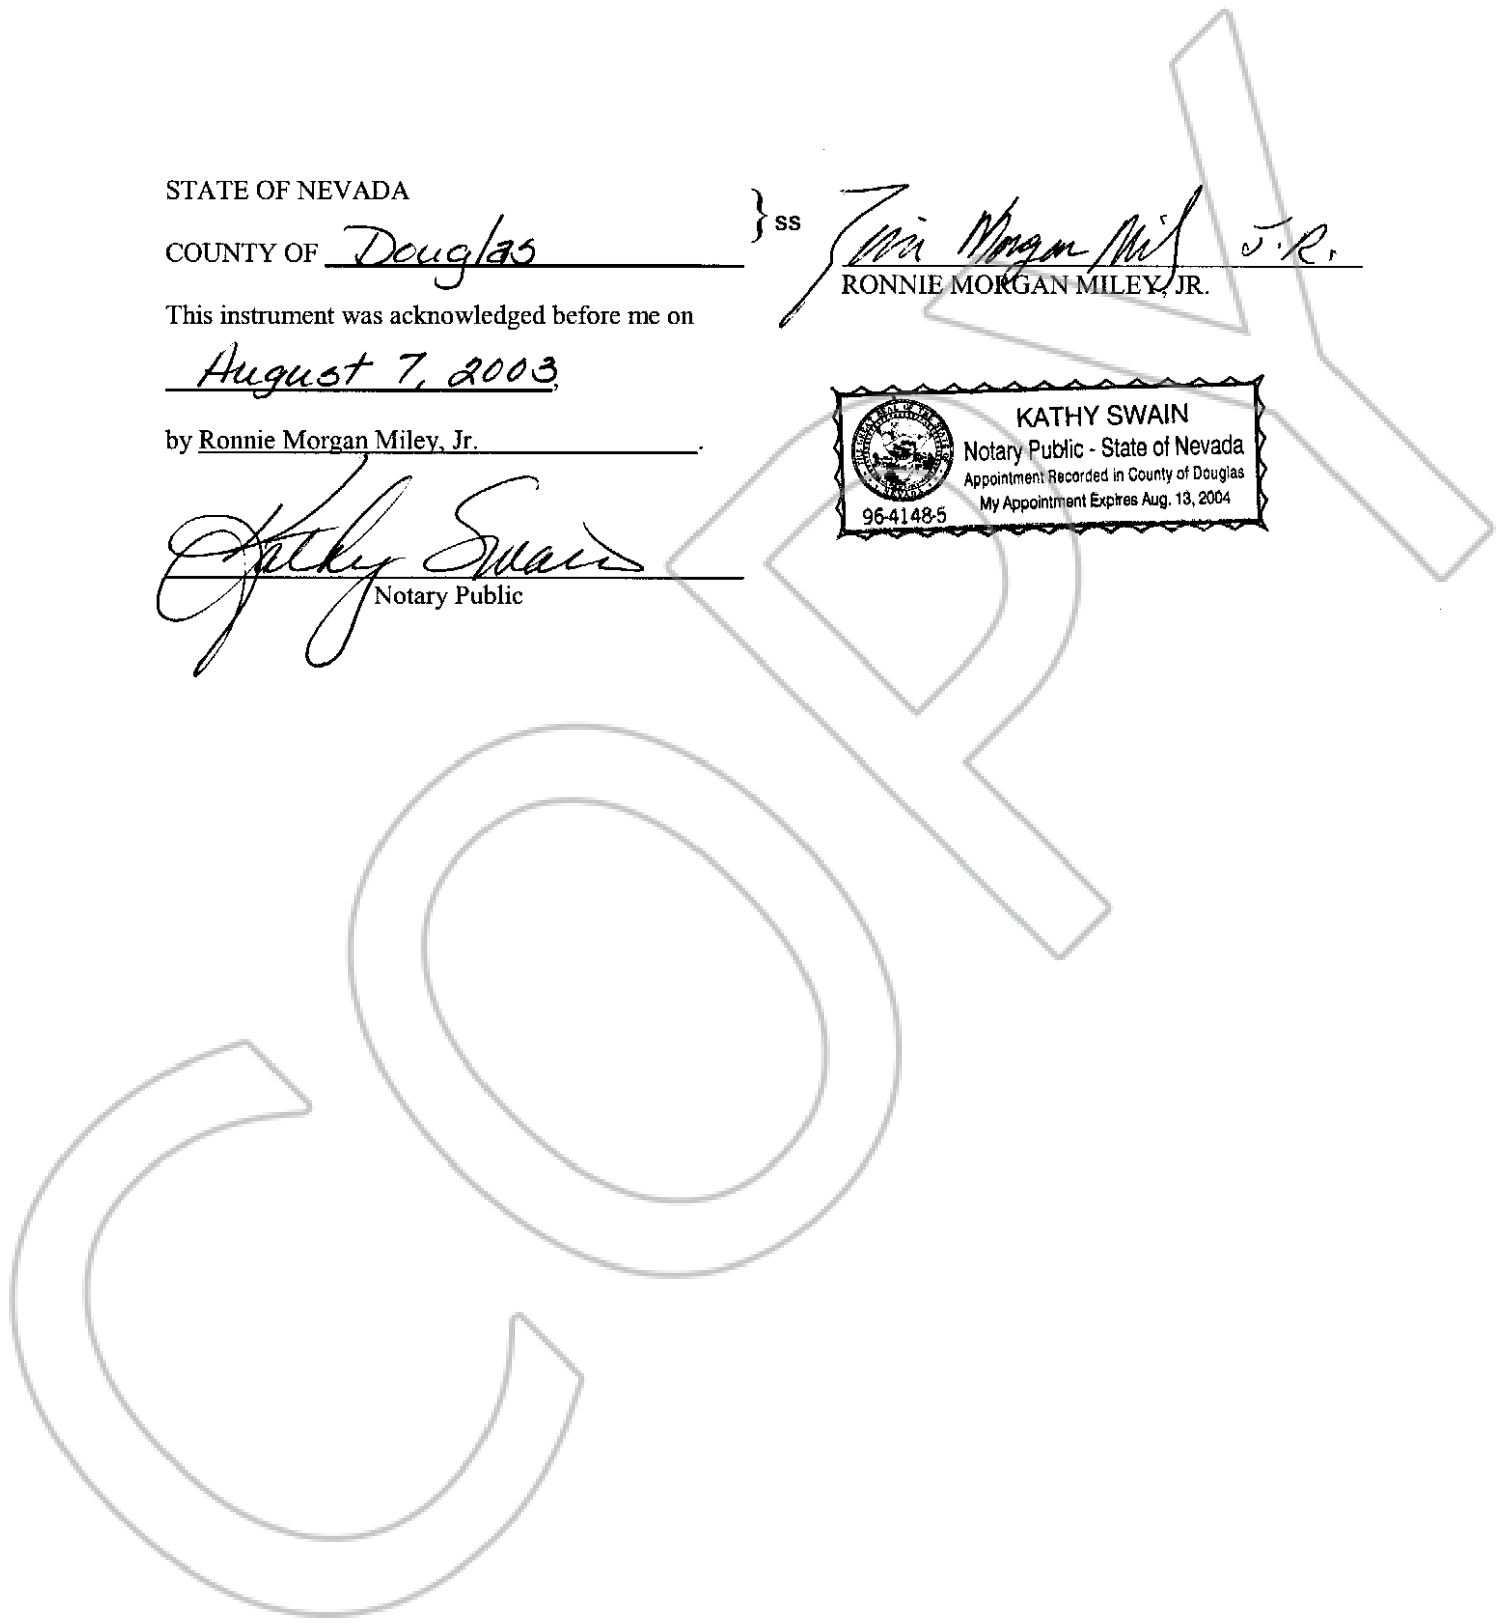 STATE OF NEVADA
COUNTY OF Douglas
} ss
This instrument was acknowledged before me on
August 7, 2003,
by Ronnie Morgan Miley, Jr.
Kathy Swain
Notary Public
Morgan J.R.
RONNIE MORGAN MILEY, JR.
KATHY SWAIN
Notary Public - State of Nevada
Appointment Recorded in County of Douglas
My Appointment Expires Aug. 13, 2004
96-4148-5
COPY